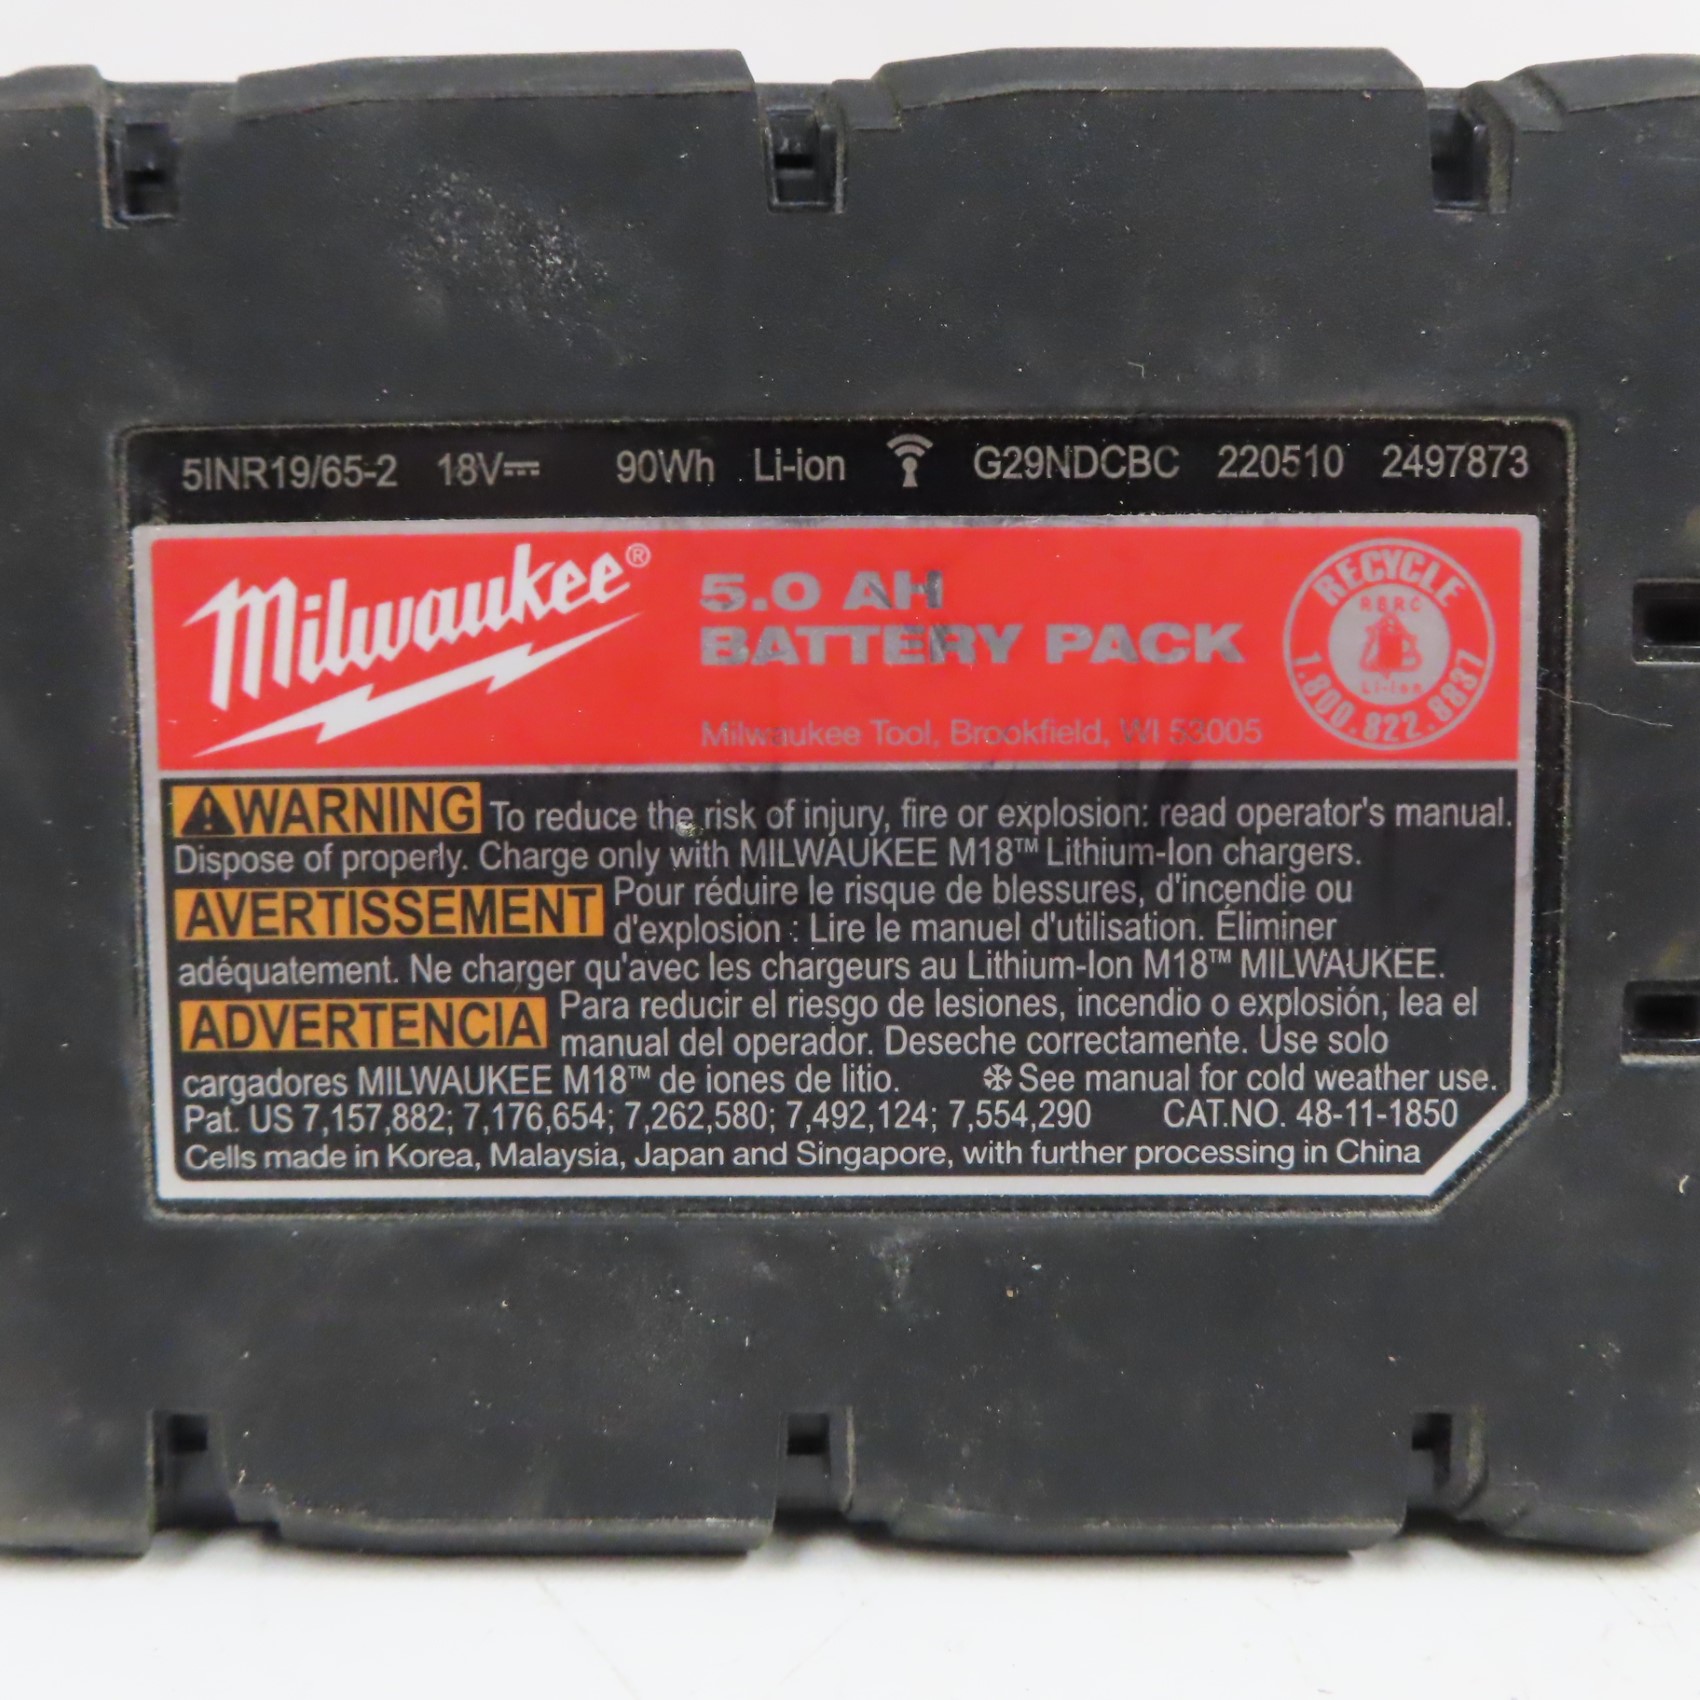 5INR19/65-2 18V 90Wh Li-ion G29NDCBC 220510 2497873
Milwaukee®
5.0 AH
BATTERY PACK
Milwaukee Tool, Brookfield, WI 53005
RECYCLE
RBRC
Li-Ion
1.800.822.8837
WARNING To reduce the risk of injury, fire or explosion: read operator's manual.
Dispose of properly. Charge only with MILWAUKEE M18™ Lithium-Ion chargers.
AVERTISSEMENT Pour réduire le risque de blessures, d'incendie ou
d'explosion : Lire le manuel d'utilisation. Éliminer
adéquatement. Ne charger qu'avec les chargeurs au Lithium-Ion M18™ MILWAUKEE.
ADVERTENCIA Para reducir el riesgo de lesiones, incendio o explosión, lea el
manual del operador. Deseche correctamente. Use solo
cargadores MILWAUKEE M18™ de iones de litio. ❄See manual for cold weather use.
Pat. US 7,157,882; 7,176,654; 7,262,580; 7,492,124; 7,554,290 CAT.NO. 48-11-1850
Cells made in Korea, Malaysia, Japan and Singapore, with further processing in China